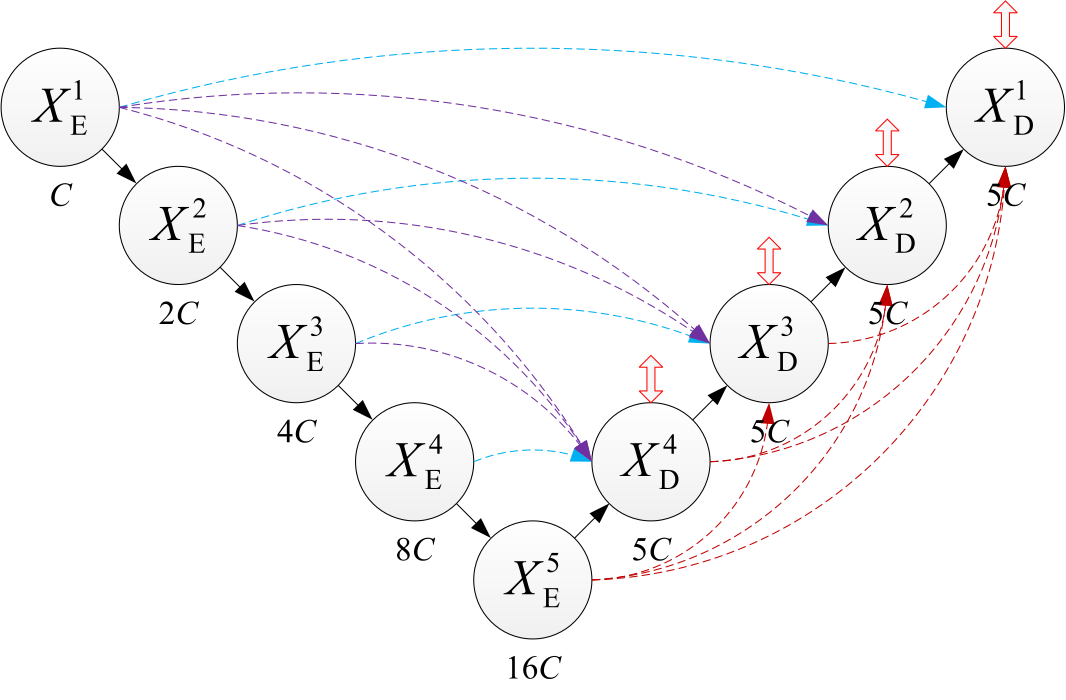 X_E^1
C
X_E^2
2C
X_E^3
4C
X_E^4
8C
X_E^5
16C
X_D^4
5C
X_D^3
5C
X_D^2
5C
X_D^1
5C